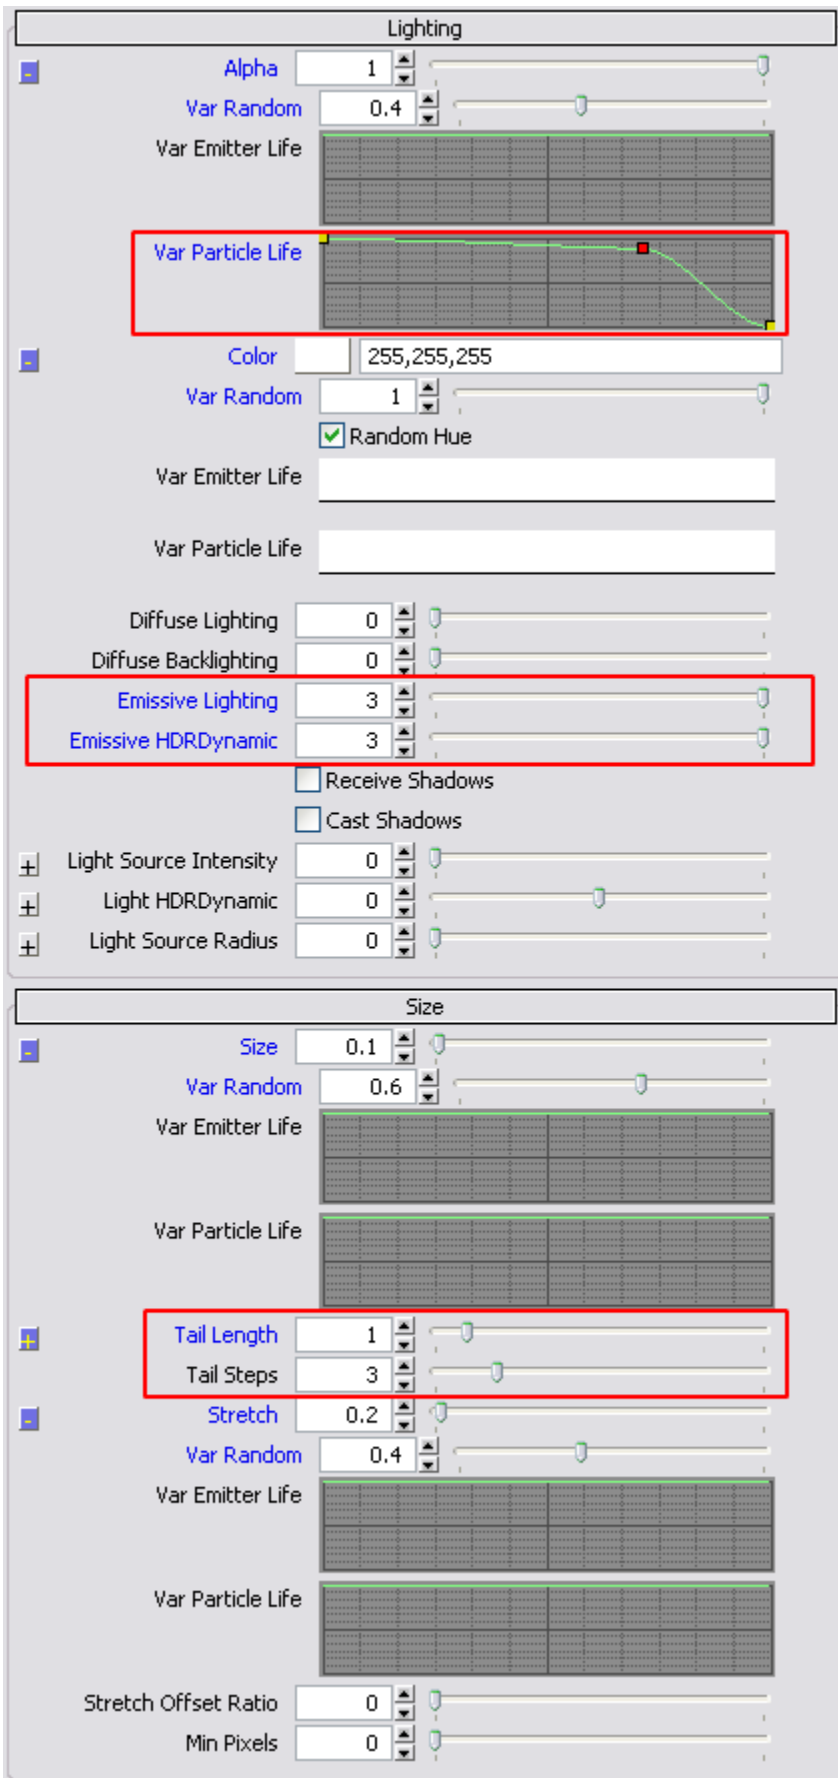 Lighting
Alpha 1
Var Random 0.4
Var Emitter Life
Var Particle Life
Color 255,255,255
Var Random 1
Random Hue
Var Emitter Life
Var Particle Life
Diffuse Lighting 0
Diffuse Backlighting 0
Emissive Lighting 3
Emissive HDRDynamic 3
Receive Shadows
Cast Shadows
+ Light Source Intensity 0
+ Light HDRDynamic 0
+ Light Source Radius 0
Size
Size 0.1
Var Random 0.6
Var Emitter Life
Var Particle Life
+ Tail Length 1
Tail Steps 3
Stretch 0.2
Var Random 0.4
Var Emitter Life
Var Particle Life
Stretch Offset Ratio 0
Min Pixels 0